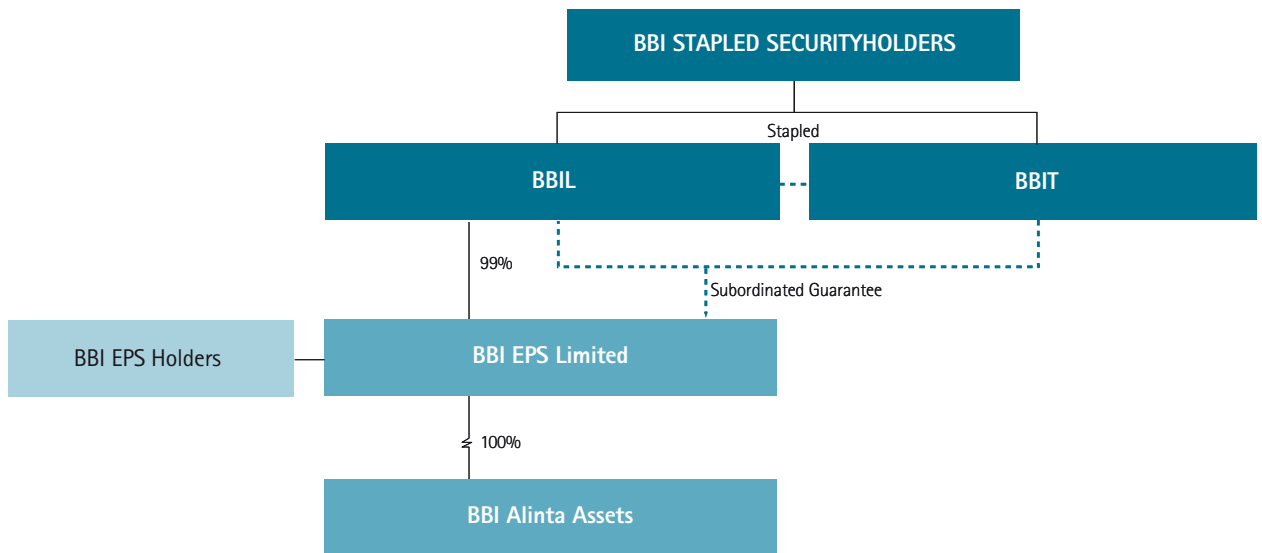 BBI STAPLED SECURITYHOLDERS
Stapled
BBIL
BBIT
99%
Subordinated Guarantee
BBI EPS Holders
BBI EPS Limited
100%
BBI Alinta Assets